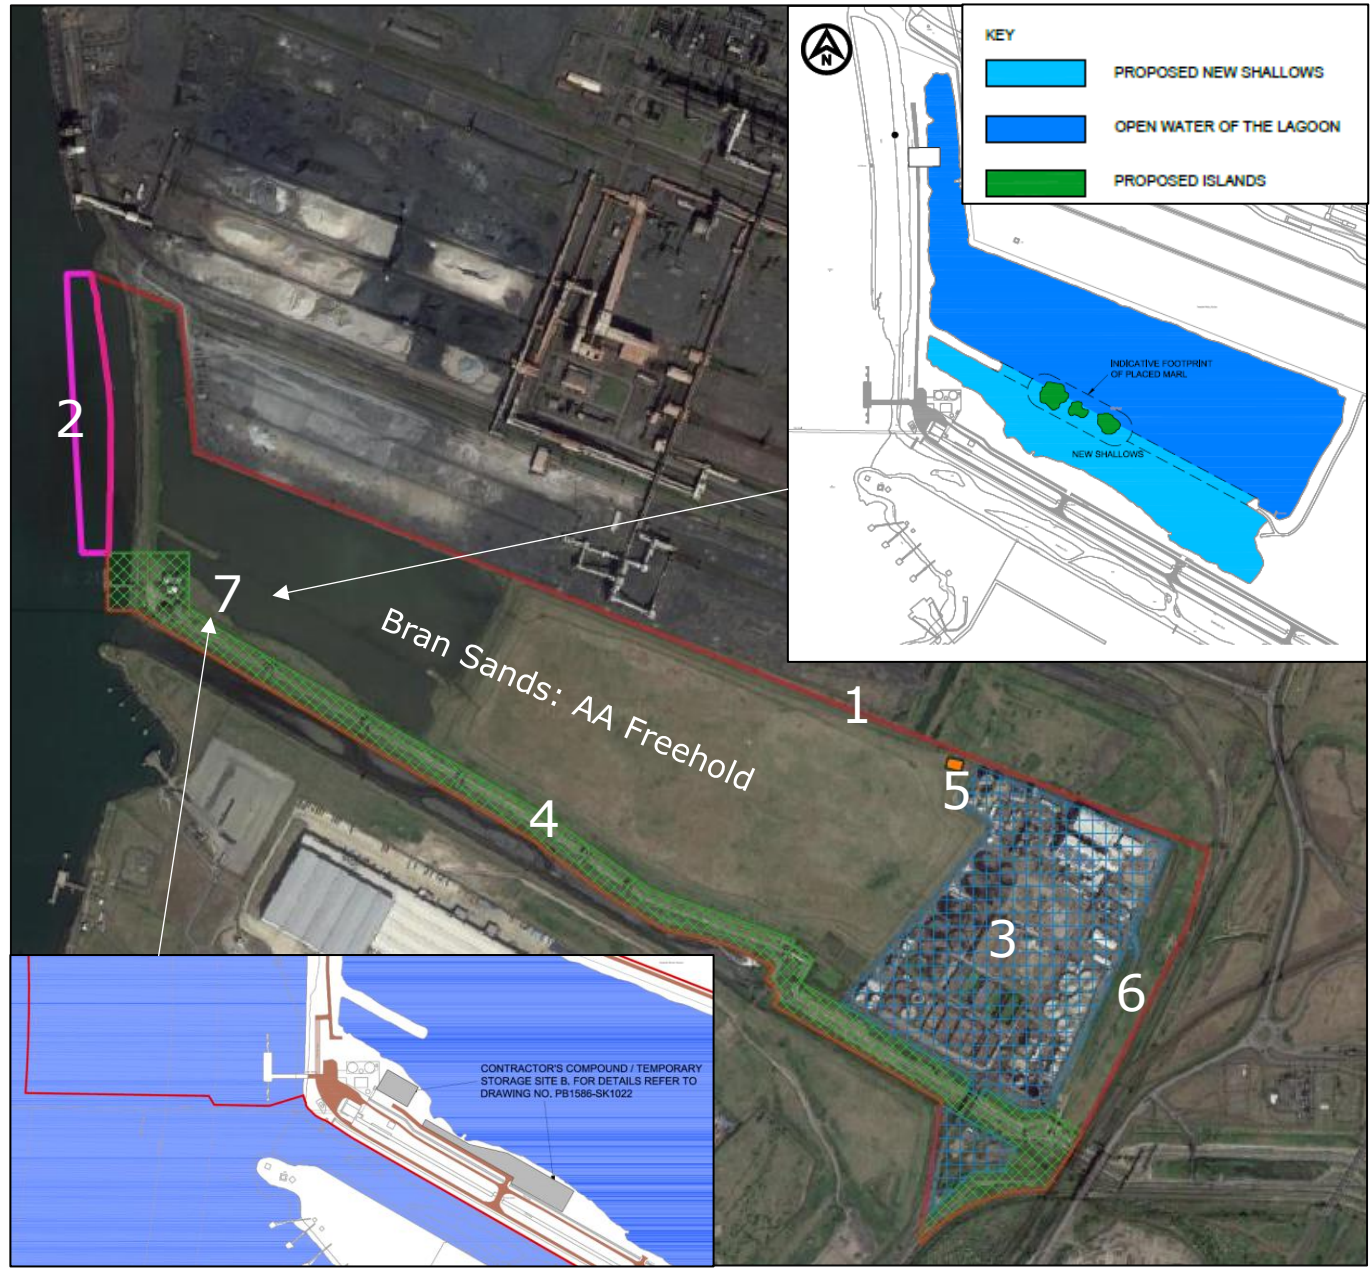 KEY
PROPOSED NEW SHALLOWS
OPEN WATER OF THE LAGOON
PROPOSED ISLANDS
N
INDICATIVE FOOTPRINT
OF PLACED MARL
NEW SHALLOWS
2
7
Bran Sands: AA Freehold
1
5
4
3
6
CONTRACTOR'S COMPOUND / TEMPORARY
STORAGE SITE B. FOR DETAILS REFER TO
DRAWING NO. PB1586-SK1022